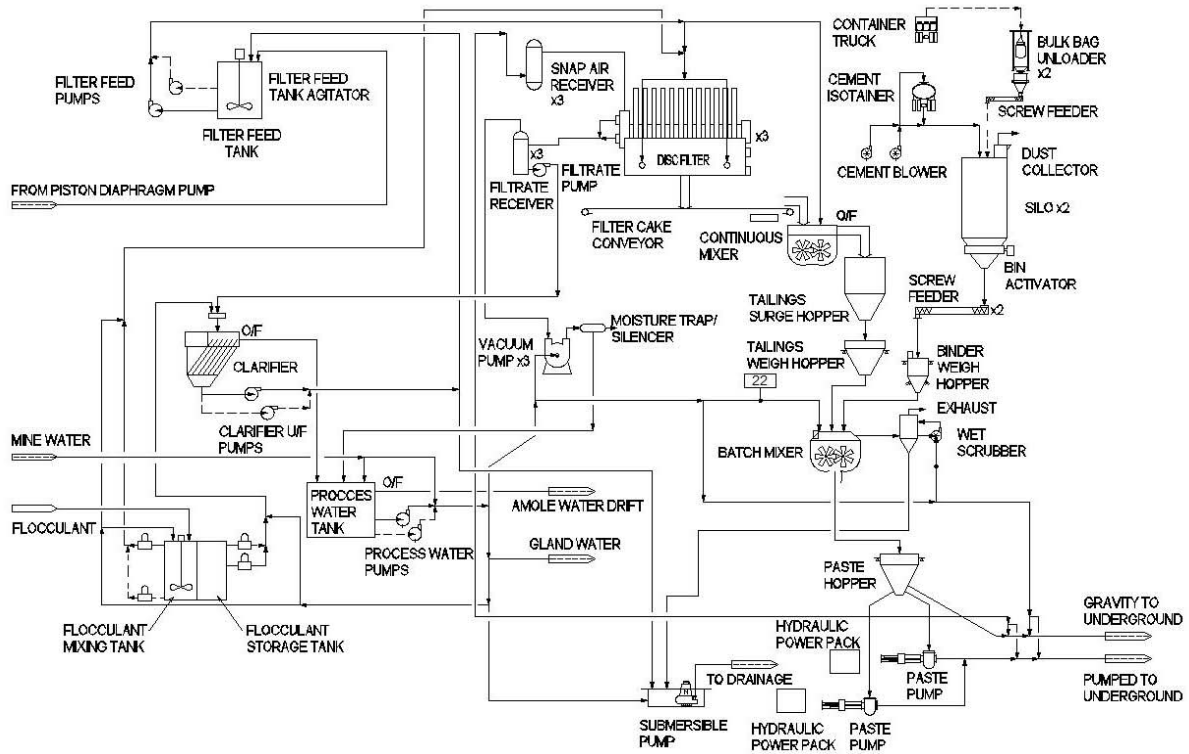 CONTAINER
TRUCK
BULK BAG
UNLOADER
x2
SCREW FEEDER
CEMENT
ISOTAINER
CEMENT BLOWER
DUST
COLLECTOR
SILO x2
BIN
ACTIVATOR
SCREW
FEEDER
x2
FILTER FEED
PUMPS
FILTER FEED
TANK AGITATOR
FILTER FEED
TANK
SNAP AIR
RECEIVER
x3
x3
DISC FILTER
x3
FILTRATE
PUMP
FILTRATE
RECEIVER
FROM PISTON DIAPHRAGM PUMP
FILTER CAKE
CONVEYOR
CONTINUOUS
MIXER
O/F
TAILINGS
SURGE HOPPER
TAILINGS
WEIGH HOPPER
BINDER
WEIGH
HOPPER
MOISTURE TRAP/
SILENCER
VACUUM
PUMP x3
22
O/F
CLARIFIER
CLARIFIER U/F
PUMPS
EXHAUST
WET
SCRUBBER
BATCH MIXER
MINE WATER
O/F
PROCCES
WATER
TANK
AMOLE WATER DRIFT
PROCESS WATER
PUMPS
GLAND WATER
FLOCCULANT
FLOCCULANT
MIXING TANK
FLOCCULANT
STORAGE TANK
PASTE
HOPPER
GRAVITY TO
UNDERGROUND
HYDRAULIC
POWER PACK
PASTE
PUMP
PUMPED TO
UNDERGROUND
TO DRAINAGE
SUBMERSIBLE
PUMP
HYDRAULIC
POWER PACK
PASTE
PUMP